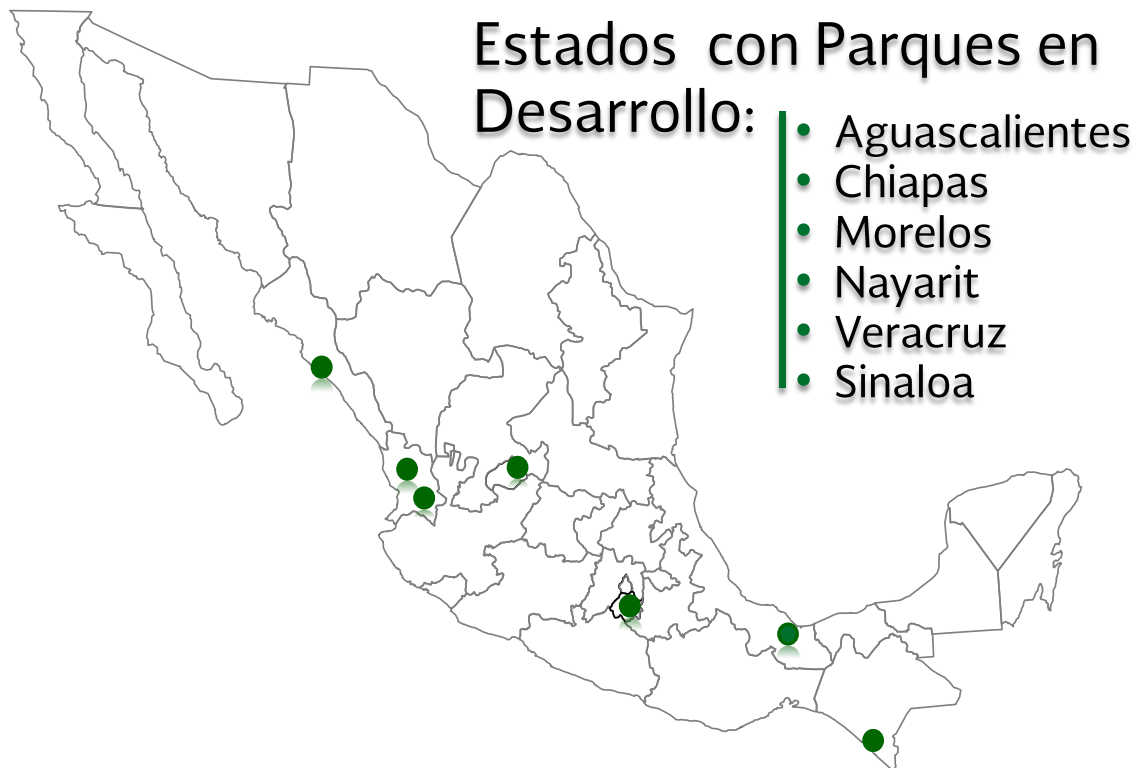 Estados con Parques en
Desarrollo:
• Aguascalientes
• Chiapas
• Morelos
• Nayarit
• Veracruz
• Sinaloa